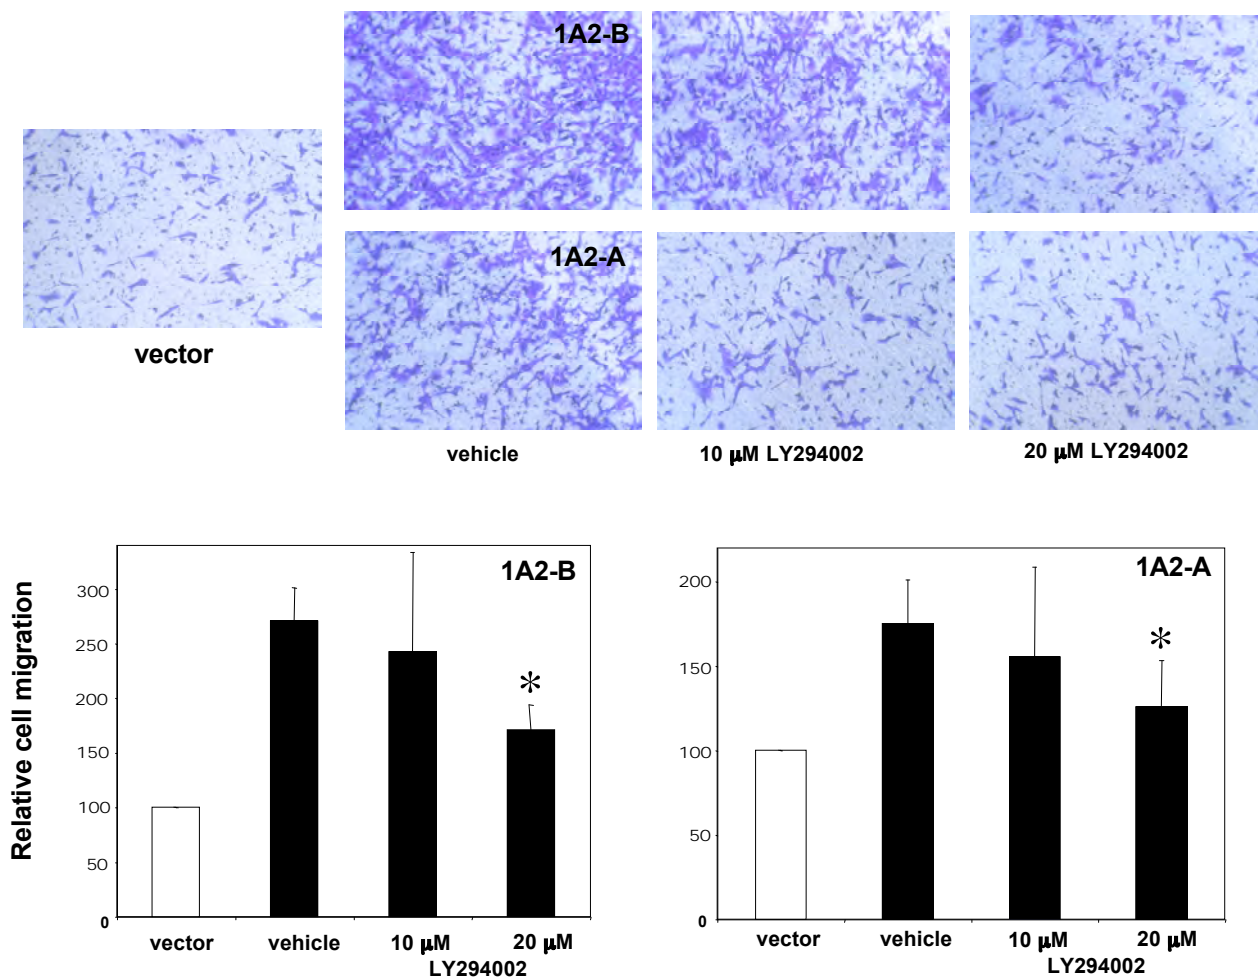 1A2-B
vector
1A2-A
vehicle
10 μM LY294002
20 μM LY294002
Relative cell migration
1A2-B
300
250
200
150
100
50
0
*
vector
vehicle
10 μM
20 μM
LY294002
1A2-A
200
150
100
50
0
*
vector
vehicle
10 μM
20 μM
LY294002